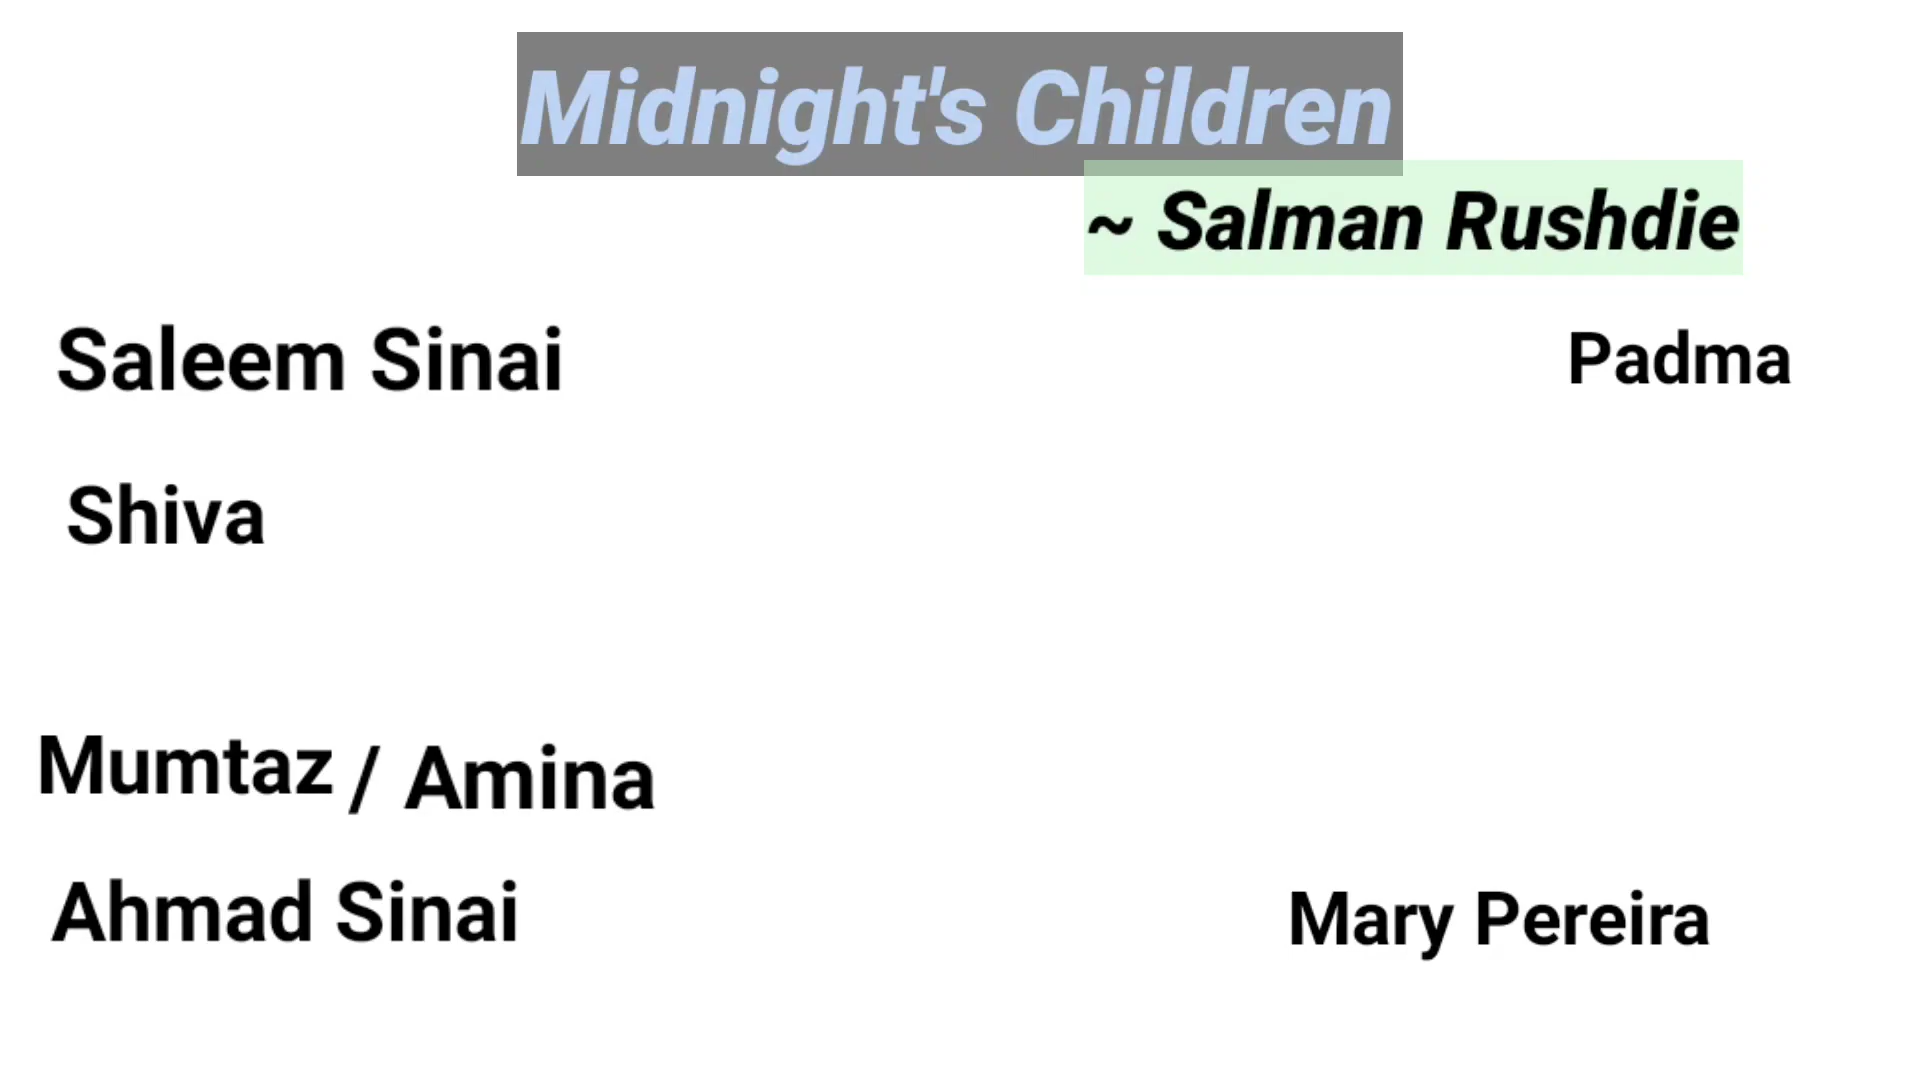 Midnight's Children
~ Salman Rushdie
Saleem Sinai
Padma
Shiva
Mumtaz / Amina
Ahmad Sinai
Mary Pereira